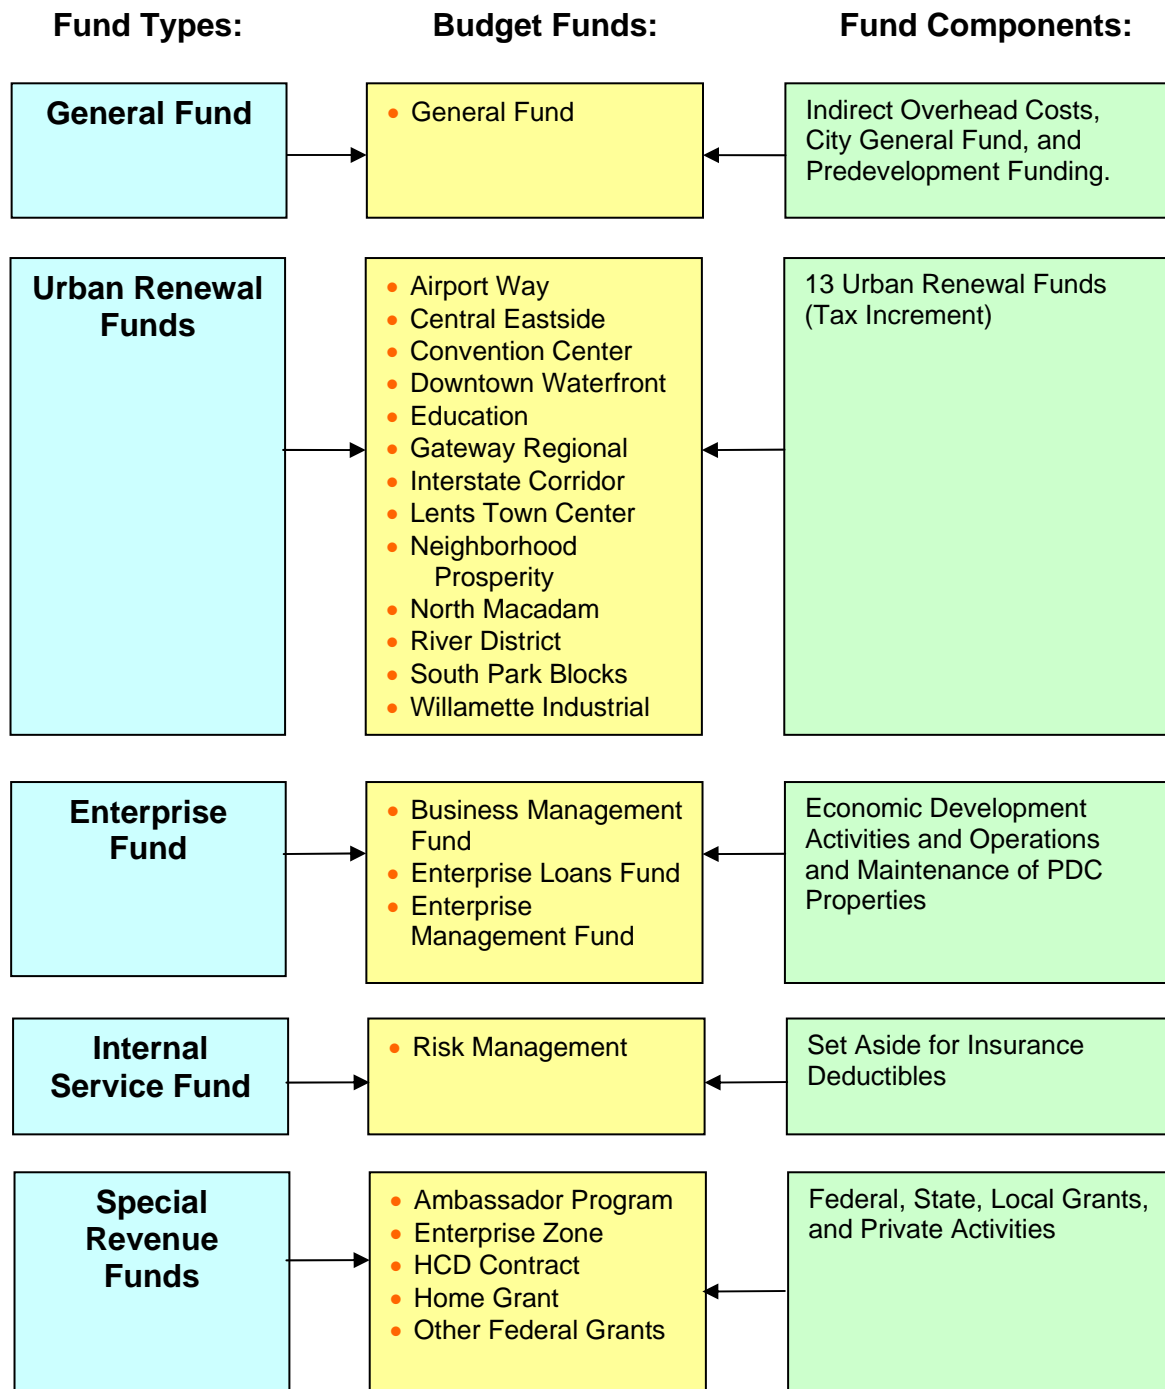 Fund Types:
Budget Funds:
Fund Components:
General Fund
• General Fund
Indirect Overhead Costs,
City General Fund, and
Predevelopment Funding.
Urban Renewal
Funds
• Airport Way
• Central Eastside
• Convention Center
• Downtown Waterfront
• Education
• Gateway Regional
• Interstate Corridor
• Lents Town Center
• Neighborhood
Prosperity
• North Macadam
• River District
• South Park Blocks
• Willamette Industrial
13 Urban Renewal Funds
(Tax Increment)
Enterprise
Fund
• Business Management
Fund
• Enterprise Loans Fund
• Enterprise
Management Fund
Economic Development
Activities and Operations
and Maintenance of PDC
Properties
Internal
Service Fund
• Risk Management
Set Aside for Insurance
Deductibles
Special
Revenue
Funds
• Ambassador Program
• Enterprise Zone
• HCD Contract
• Home Grant
• Other Federal Grants
Federal, State, Local Grants,
and Private Activities